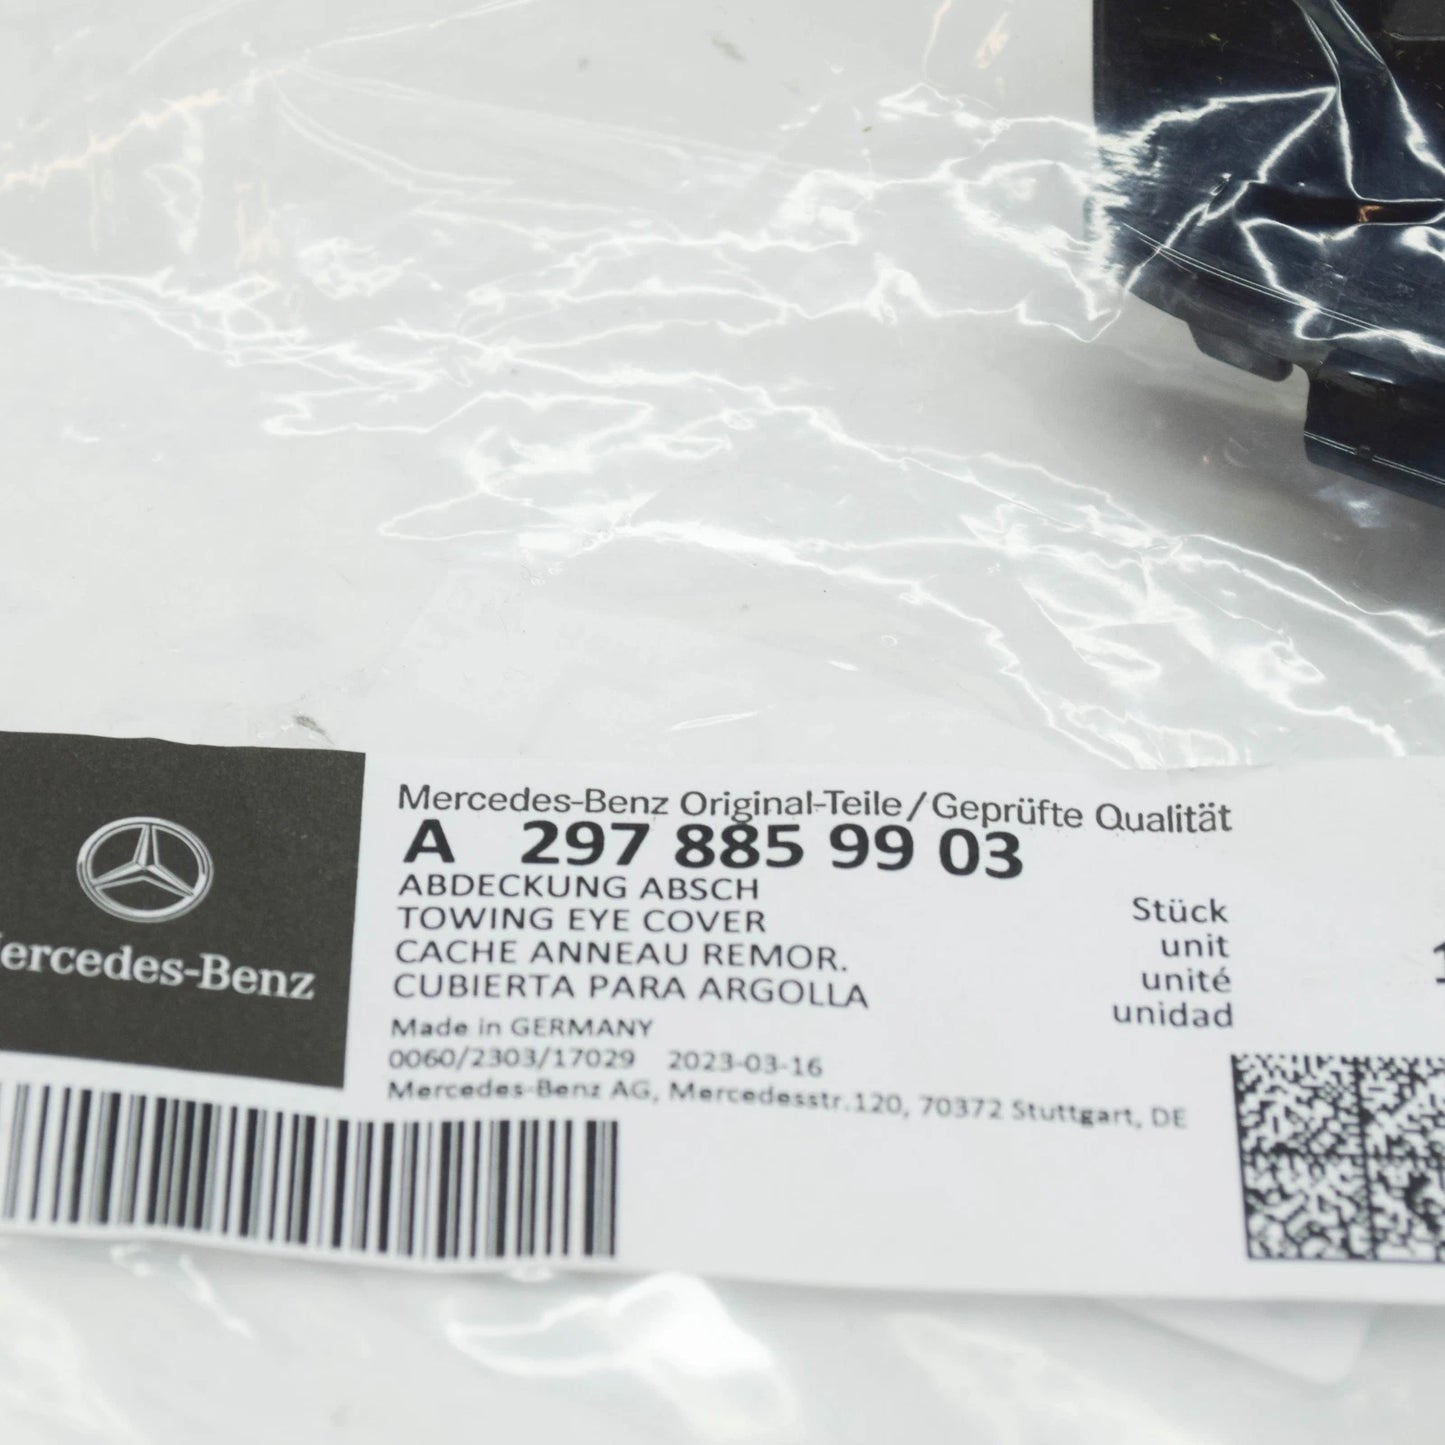 Mercedes-Benz Original-Teile/Geprüfte Qualität
A 297 885 99 03
ABDECKUNG ABSCH
TOWING EYE COVER
CACHE ANNEAU REMOR.
CUBIERTA PARA ARGOLLA
Stück
unit
unité
unidad
Made in GERMANY
0060/2303/17029 2023-03-16
Mercedes-Benz AG, Mercedesstr.120, 70372 Stuttgart, DE
ercedes-Benz